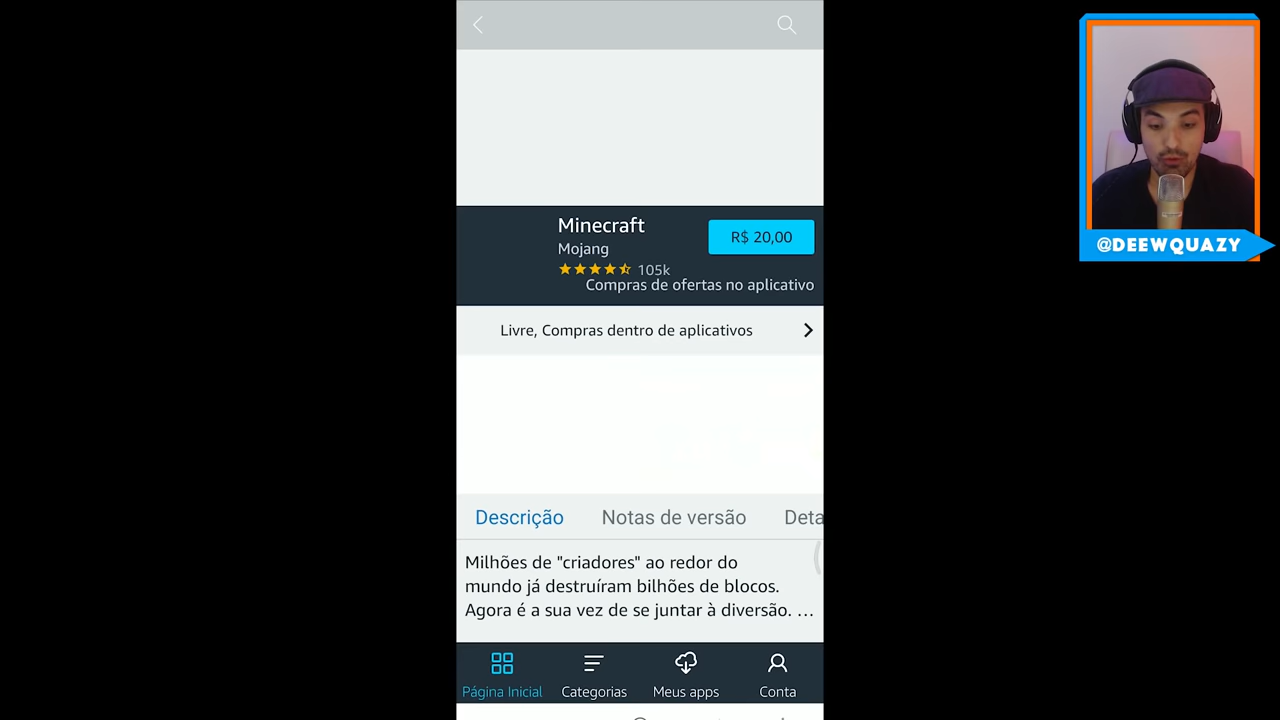 Minecraft
R$ 20,00
Mojang
105k
Compras de ofertas no aplicativo
Livre, Compras dentro de aplicativos
Descrição Notas de versão Deta
Milhões de "criadores" ao redor do
mundo já destruíram bilhões de blocos.
Agora é a sua vez de se juntar à diversão. ...
Página Inicial Categorias Meus apps Conta
@DEEWQUAZY